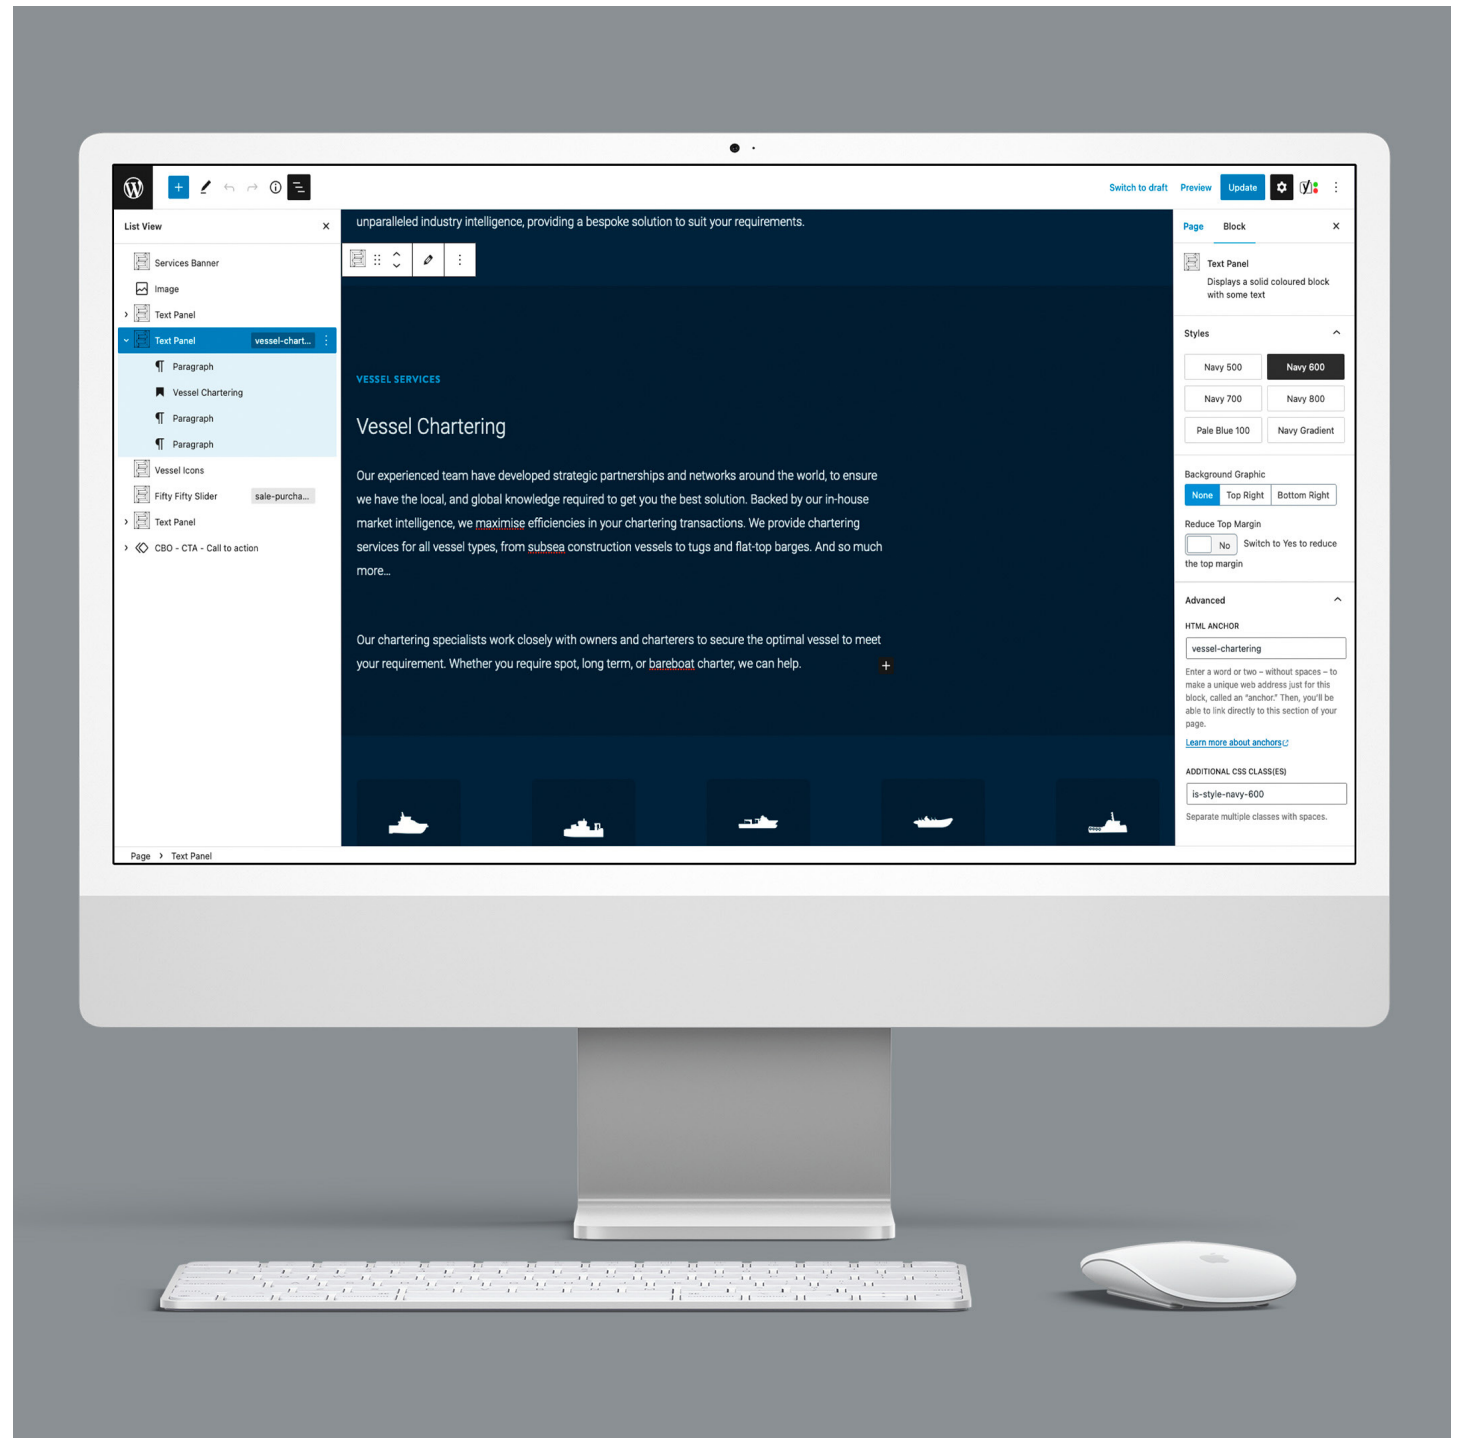 Switch to draft
Preview
Update
List View
Services Banner
Image
Text Panel
Text Panel
vessel-chart...
Paragraph
Vessel Chartering
Paragraph
Paragraph
Vessel Icons
Fifty Fifty Slider
sale-purcha...
Text Panel
CBO - CTA - Call to action
unparalleled industry intelligence, providing a bespoke solution to suit your requirements.
VESSEL SERVICES
Vessel Chartering
Our experienced team have developed strategic partnerships and networks around the world, to ensure
we have the local, and global knowledge required to get you the best solution. Backed by our in-house
market intelligence, we maximise efficiencies in your chartering transactions. We provide chartering
services for all vessel types, from subsea construction vessels to tugs and flat-top barges. And so much
more...
Our chartering specialists work closely with owners and charterers to secure the optimal vessel to meet
your requirement. Whether you require spot, long term, or bareboat charter, we can help.
Page
Block
Text Panel
Displays a solid coloured block
with some text
Styles
Navy 500
Navy 600
Navy 700
Navy 800
Pale Blue 100
Navy Gradient
Background Graphic
None
Top Right
Bottom Right
Reduce Top Margin
No
Switch to Yes to reduce
the top margin
Advanced
HTML ANCHOR
vessel-chartering
Enter a word or two – without spaces – to
make a unique web address just for this
block, called an “anchor.” Then, you’ll be
able to link directly to this section of your
page.
Learn more about anchors
ADDITIONAL CSS CLASS(ES)
is-style-navy-600
Separate multiple classes with spaces.
Page > Text Panel